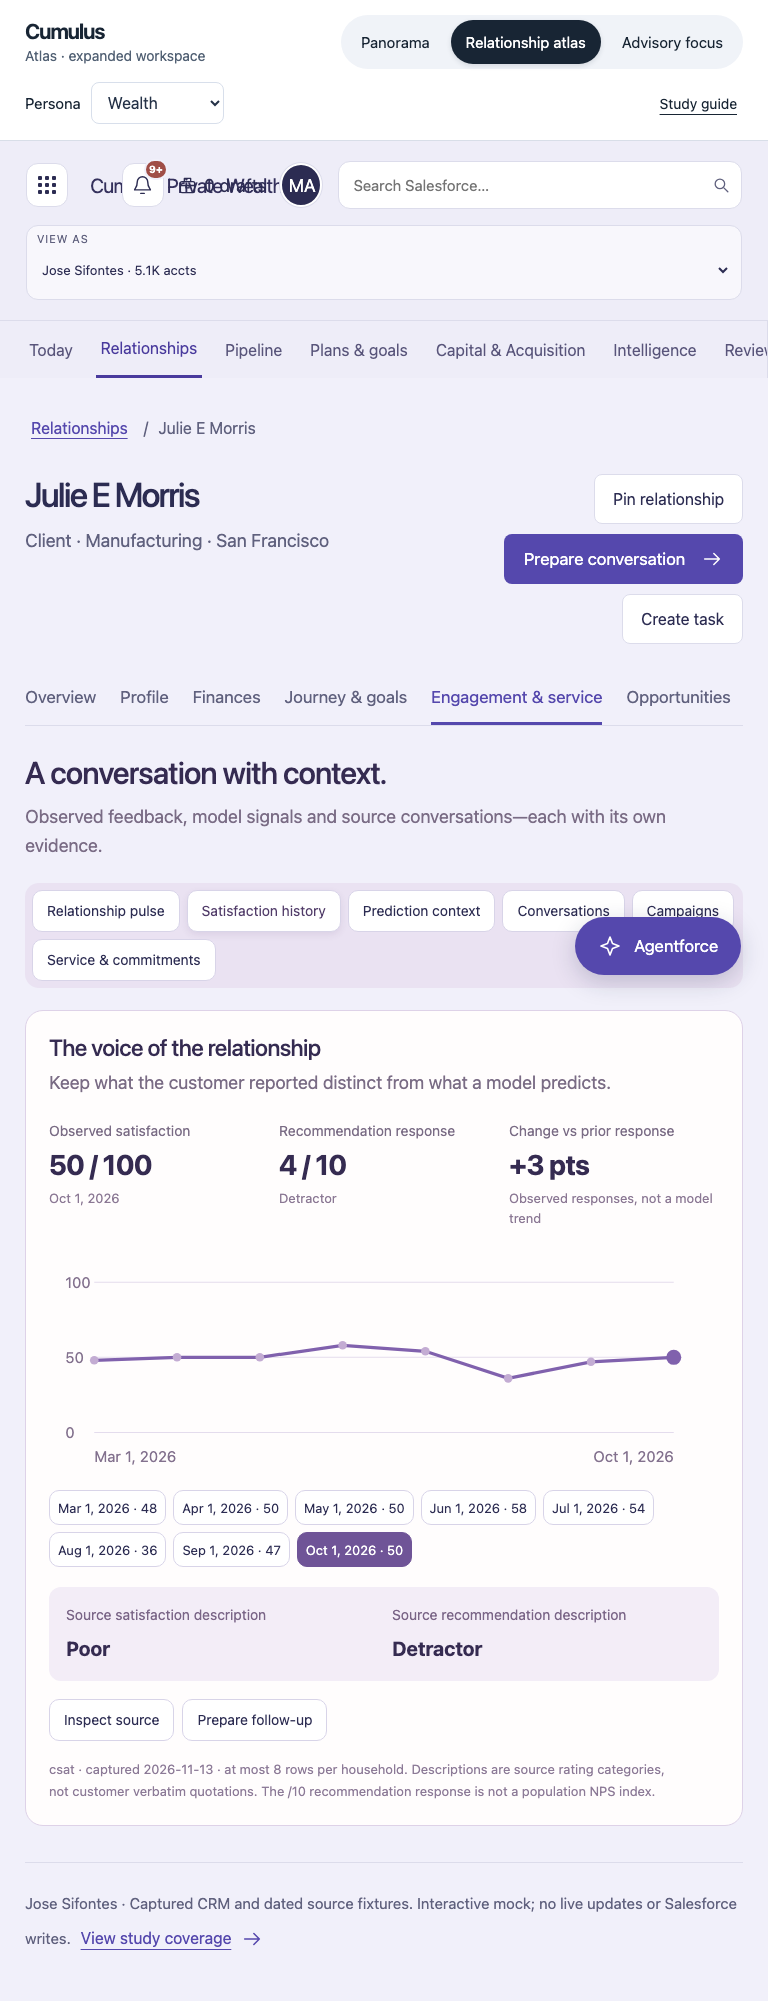 Cumulus
Atlas · expanded workspace
Panorama
Relationship atlas
Advisory focus
Persona
Wealth
Study guide
9+
Private Wealth
MA
Search Salesforce...
VIEW AS
Jose Sifontes · 5.1K accts
Today
Relationships
Pipeline
Plans & goals
Capital & Acquisition
Intelligence
Relationships / Julie E Morris
Julie E Morris
Client · Manufacturing · San Francisco
Pin relationship
Prepare conversation
Create task
Overview
Profile
Finances
Journey & goals
Engagement & service
Opportunities
A conversation with context.
Observed feedback, model signals and source conversations—each with its own
evidence.
Relationship pulse
Satisfaction history
Prediction context
Conversations
Campaigns
Service & commitments
Agentforce
The voice of the relationship
Keep what the customer reported distinct from what a model predicts.
Observed satisfaction
50 / 100
Oct 1, 2026
Recommendation response
4 / 10
Detractor
Change vs prior response
+3 pts
Observed responses, not a model
trend
100
50
0
Mar 1, 2026
Oct 1, 2026
Mar 1, 2026 · 48
Apr 1, 2026 · 50
May 1, 2026 · 50
Jun 1, 2026 · 58
Jul 1, 2026 · 54
Aug 1, 2026 · 36
Sep 1, 2026 · 47
Oct 1, 2026 · 50
Source satisfaction description
Poor
Source recommendation description
Detractor
Inspect source
Prepare follow-up
csat · captured 2026-11-13 · at most 8 rows per household. Descriptions are source rating categories,
not customer verbatim quotations. The /10 recommendation response is not a population NPS index.
Jose Sifontes · Captured CRM and dated source fixtures. Interactive mock; no live updates or Salesforce
writes. View study coverage